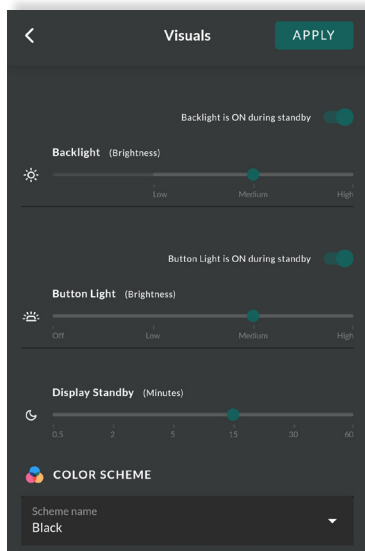 Visuals
APPLY
Backlight is ON during standby
Backlight (Brightness)
Low Medium High
Button Light is ON during standby
Button Light (Brightness)
Off Low Medium High
Display Standby (Minutes)
0.5 2 5 15 30 60
COLOR SCHEME
Scheme name
Black